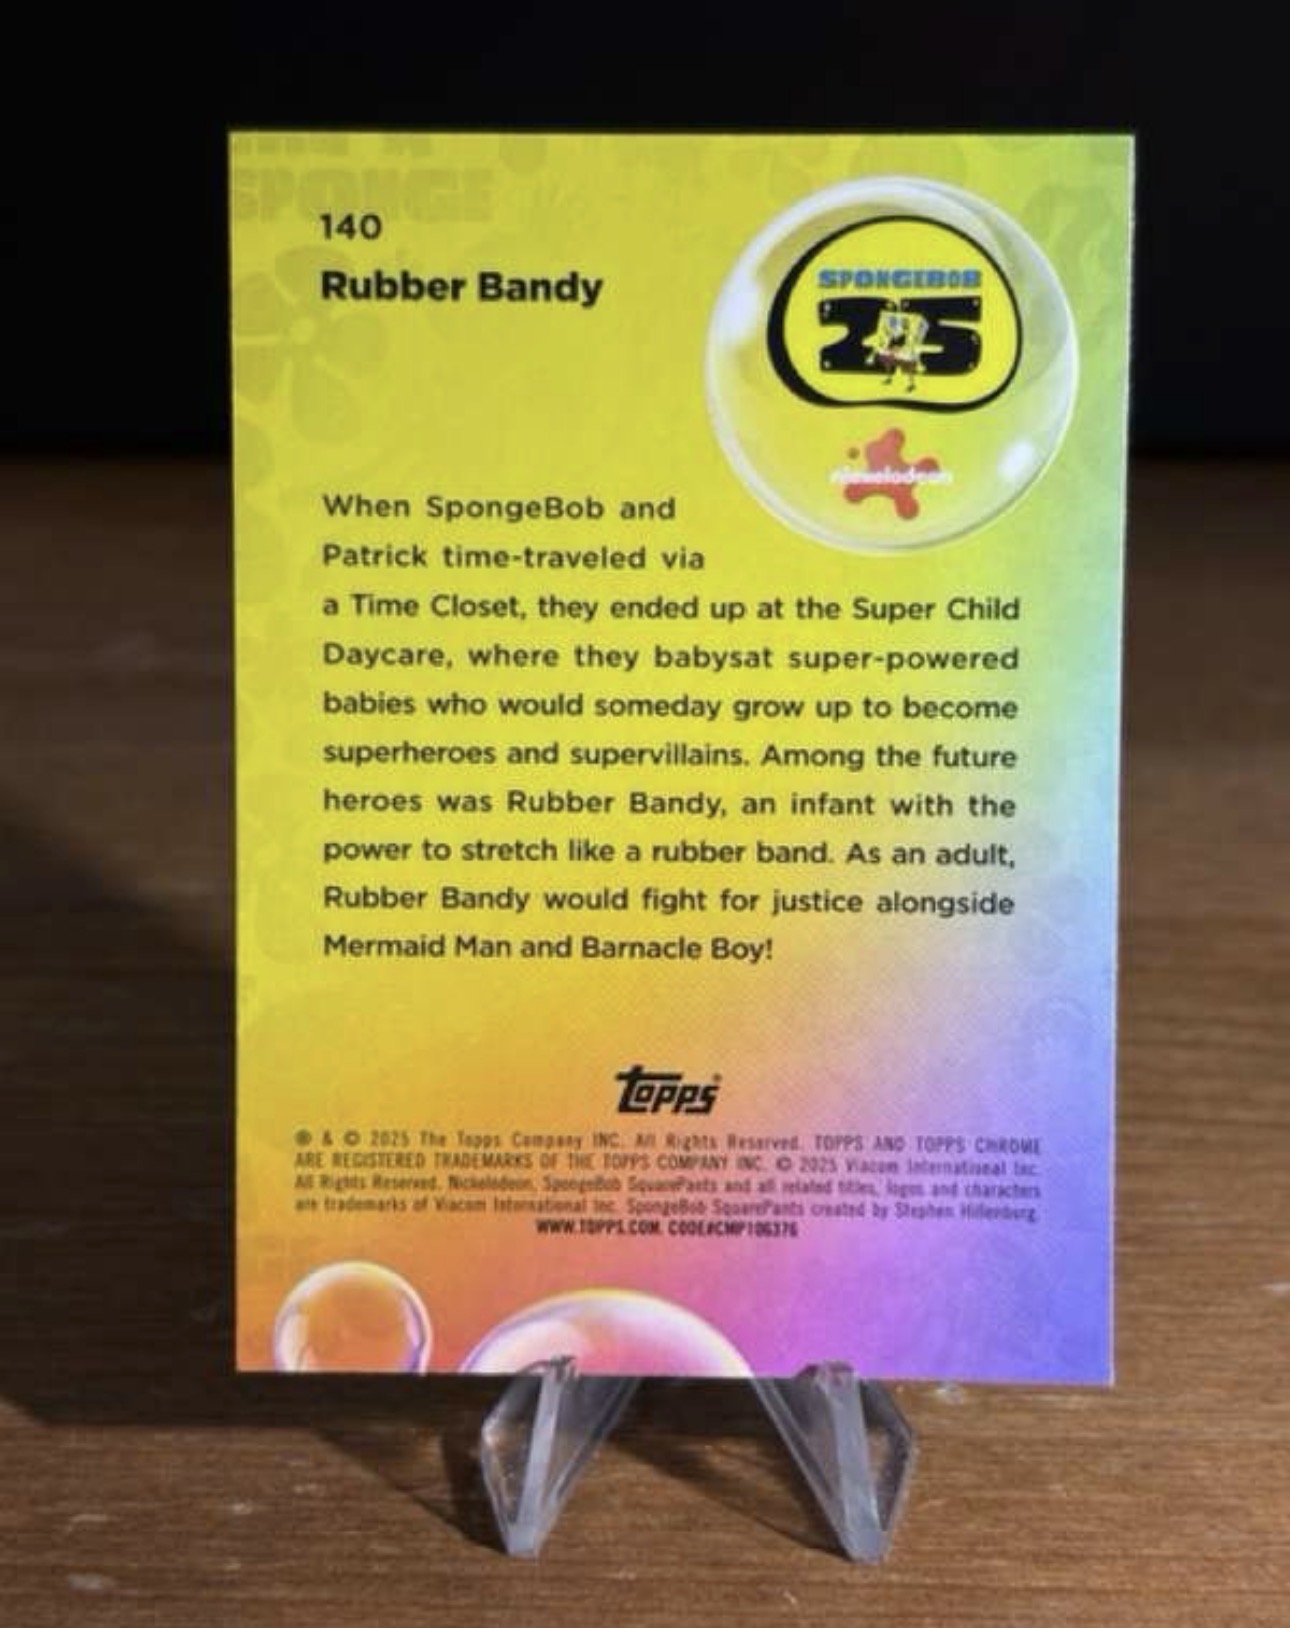 SPONGE
140
Rubber Bandy
SPONGEBOB
25
nickelodeon
When SpongeBob and
Patrick time-traveled via
a Time Closet, they ended up at the Super Child
Daycare, where they babysat super-powered
babies who would someday grow up to become
superheroes and supervillains. Among the future
heroes was Rubber Bandy, an infant with the
power to stretch like a rubber band. As an adult,
Rubber Bandy would fight for justice alongside
Mermaid Man and Barnacle Boy!
Topps®
® & © 2025 The Topps Company INC. All Rights Reserved. TOPPS AND TOPPS CHROME
ARE REGISTERED TRADEMARKS OF THE TOPPS COMPANY INC. © 2025 Viacom International Inc.
All Rights Reserved. Nickelodeon, SpongeBob SquarePants and all related titles, logos and characters
are trademarks of Viacom International Inc. SpongeBob SquarePants created by Stephen Hillenburg.
WWW.TOPPS.COM. CODE#CMP106376